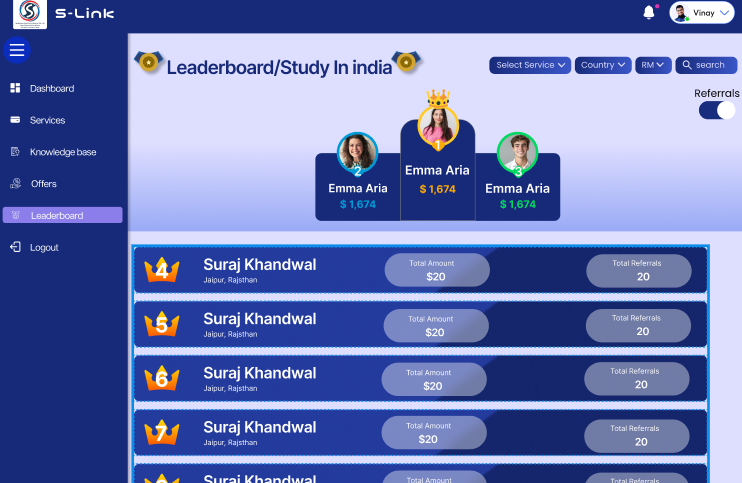 S-Link
Vinay
Dashboard
Services
Knowledge base
Offers
Leaderboard
Logout
Leaderboard/Study In india
Select Service
Country
RM
search
Referrals
1
2
3
Emma Aria
$ 1,674
Emma Aria
$ 1,674
Emma Aria
$ 1,674
4
Suraj Khandwal
Jaipur, Rajsthan
Total Amount
$20
Total Referrals
20
5
Suraj Khandwal
Jaipur, Rajsthan
Total Amount
$20
Total Referrals
20
6
Suraj Khandwal
Jaipur, Rajsthan
Total Amount
$20
Total Referrals
20
7
Suraj Khandwal
Jaipur, Rajsthan
Total Amount
$20
Total Referrals
20
Suraj Khandwal
Total Amount
Total Referrals